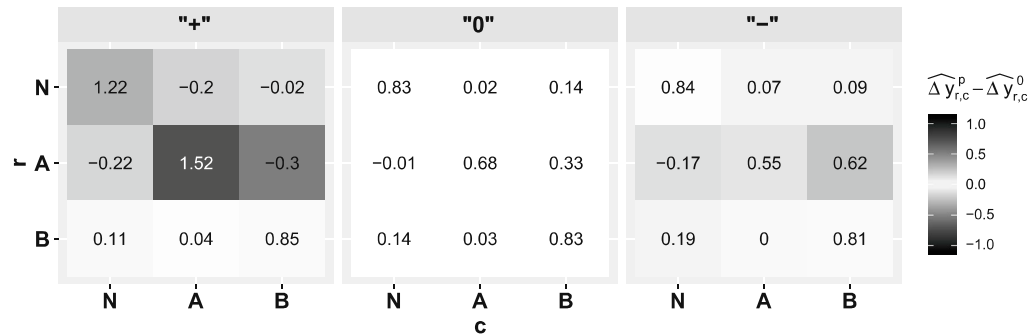 "+" "0" "−"
N 1.22 −0.2 −0.02 0.83 0.02 0.14 0.84 0.07 0.09
r A −0.22 1.52 −0.3 −0.01 0.68 0.33 −0.17 0.55 0.62
B 0.11 0.04 0.85 0.14 0.03 0.83 0.19 0 0.81
N A B N A B N A B
c
Δ y r,c p − Δ y r,c 0
1.0
0.5
0.0
−0.5
−1.0